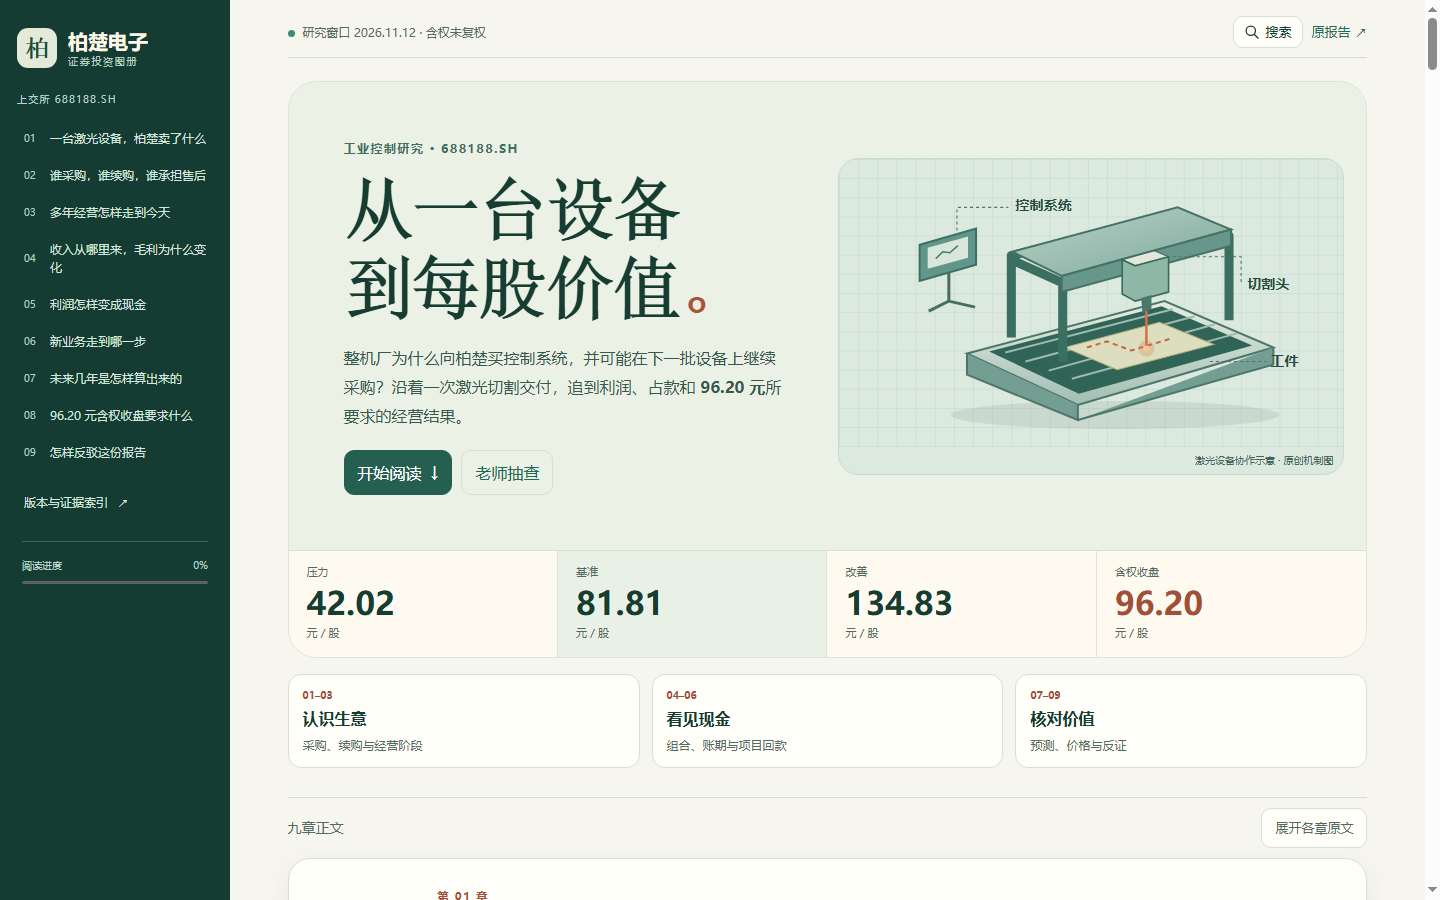 柏
柏楚电子
证券投资图册
上交所 688188.SH
01 一台激光设备，柏楚卖了什么
02 谁采购，谁续购，谁承担售后
03 多年经营怎样走到今天
04 收入从哪里来，毛利为什么变
化
05 利润怎样变成现金
06 新业务走到哪一步
07 未来几年是怎样算出来的
08 96.20 元含权收盘要求什么
09 怎样反驳这份报告
版本与证据索引 ↗
阅读进度 0%
研究窗口 2026.11.12 · 含权未复权
搜索
原报告 ↗
工业控制研究 • 688188.SH
从一台设备
到每股价值。
整机厂为什么向柏楚买控制系统，并可能在下一批设备上继续
采购？沿着一次激光切割交付，追到利润、占款和 96.20 元所
要求的经营结果。
开始阅读 ↓
老师抽查
控制系统
切割头
工件
激光设备协作示意 · 原创机制图
压力
42.02
元 / 股
基准
81.81
元 / 股
改善
134.83
元 / 股
含权收盘
96.20
元 / 股
01–03
认识生意
采购、续购与经营阶段
04–06
看见现金
组合、账期与项目回款
07–09
核对价值
预测、价格与反证
九章正文
展开各章原文
第 01 章